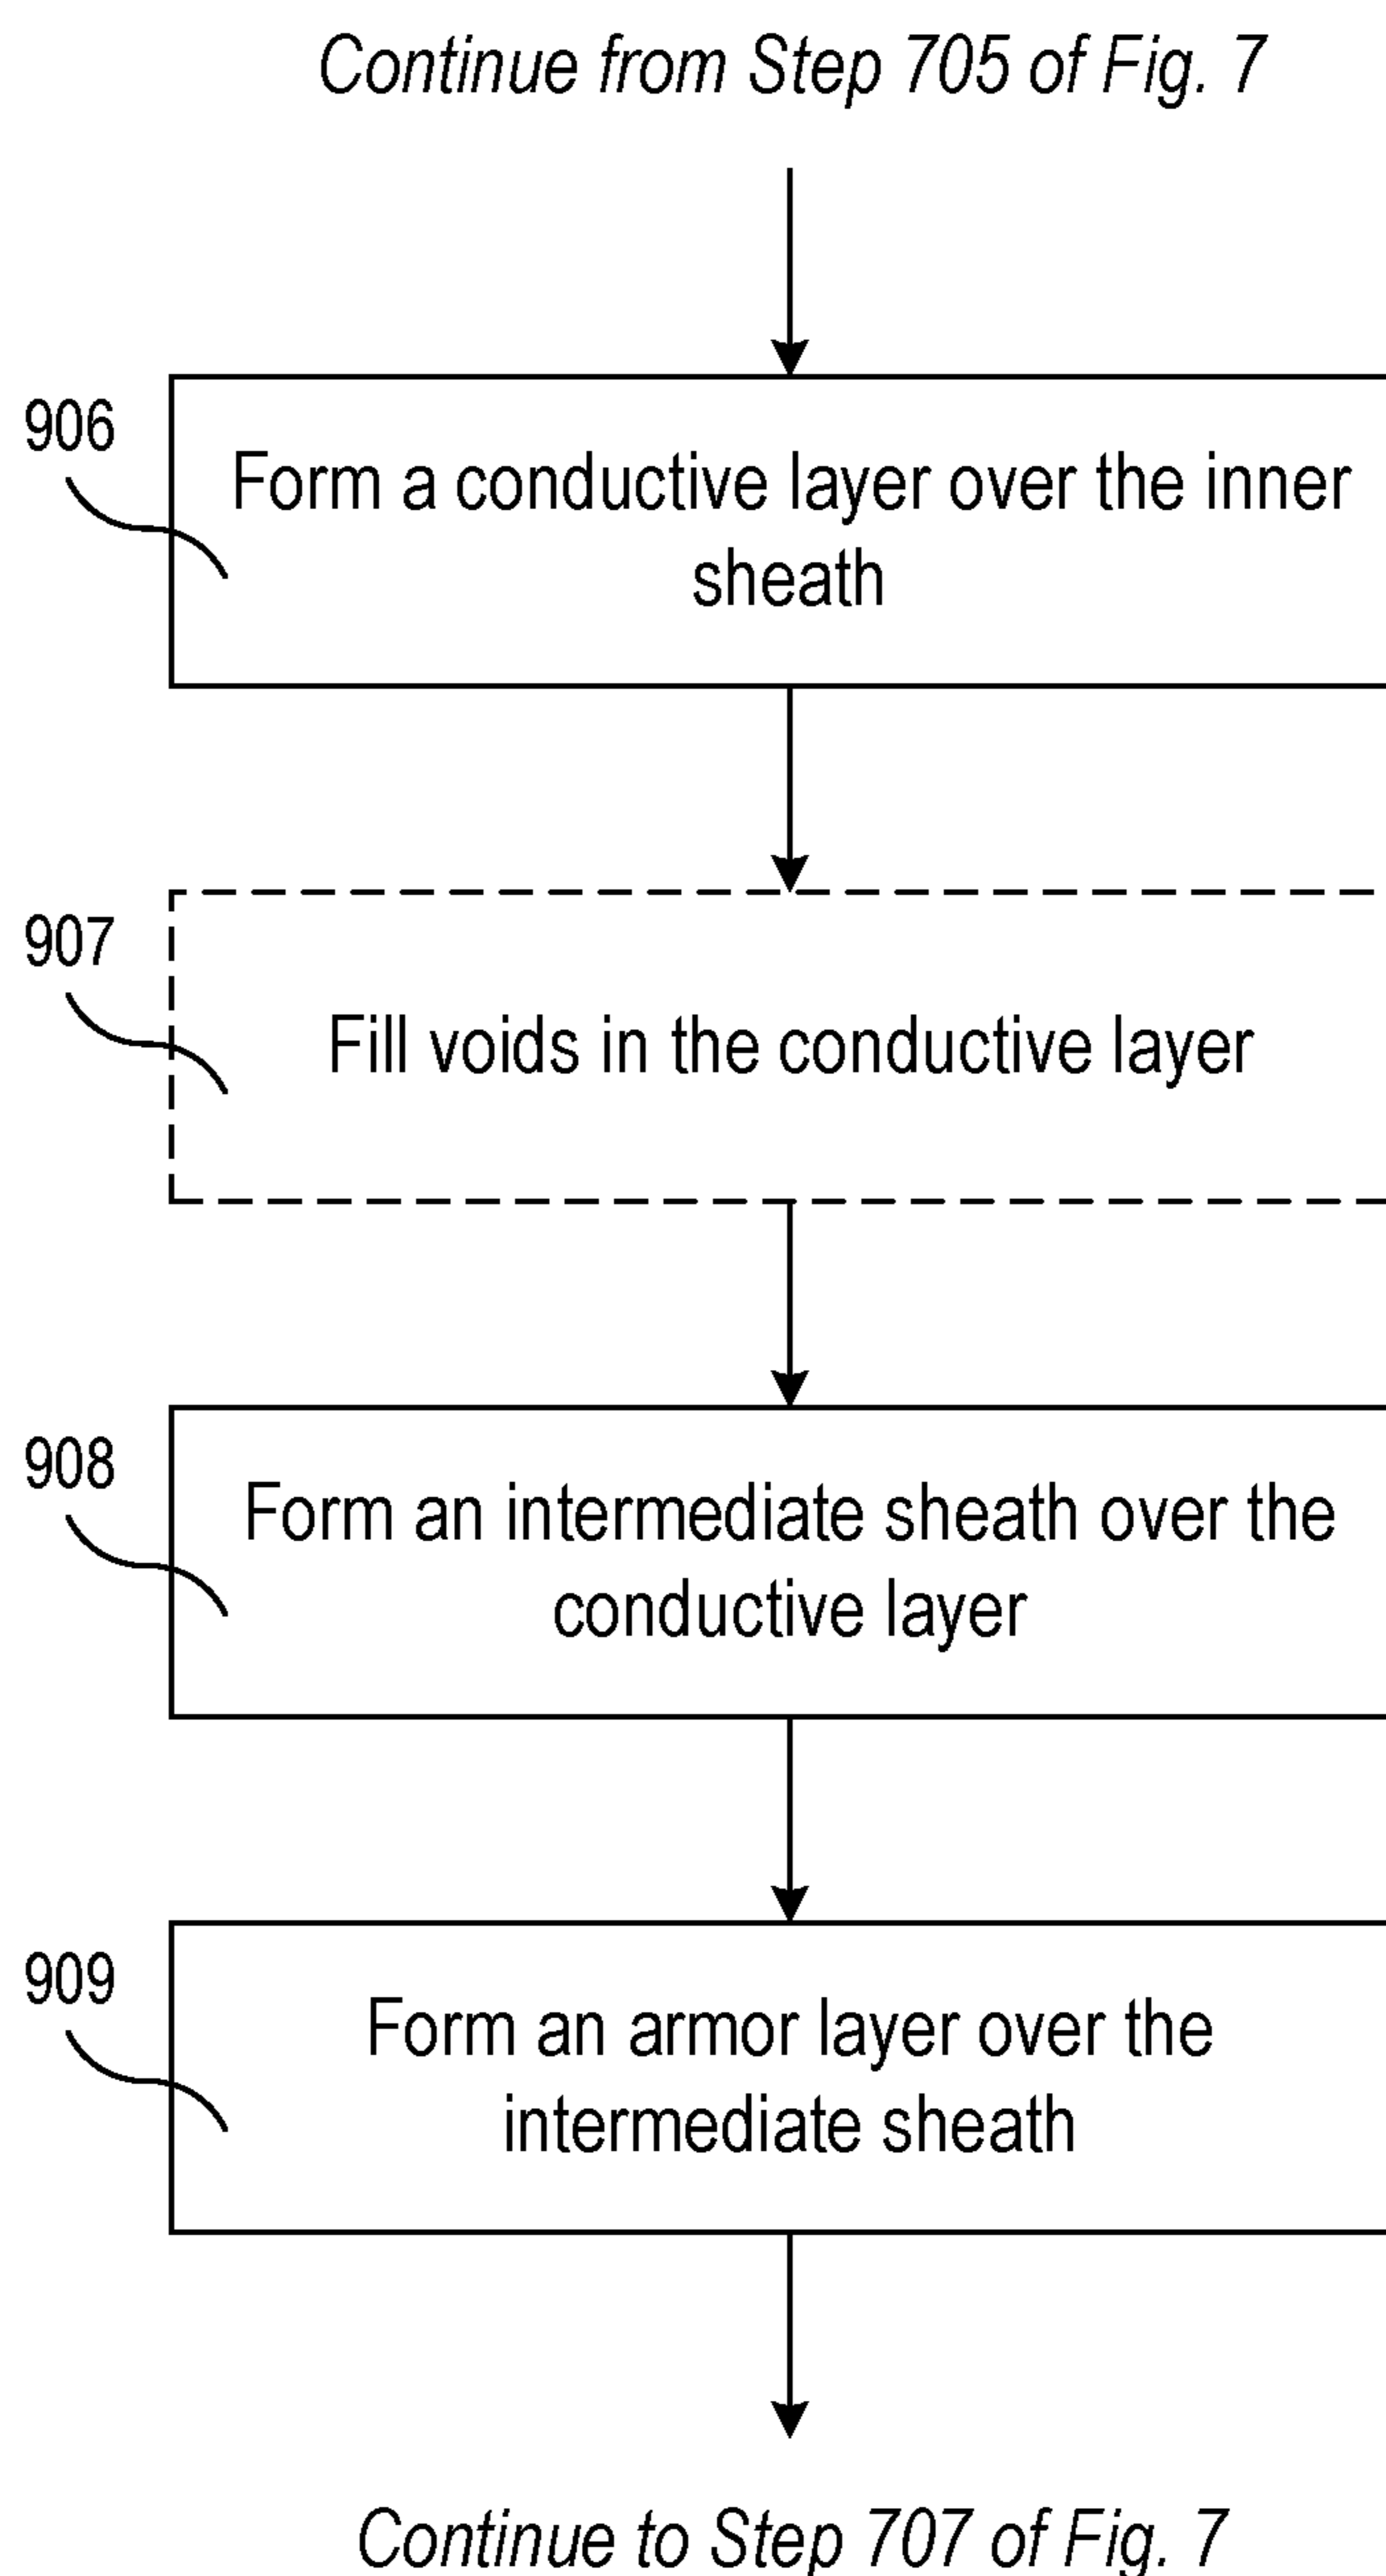 Continue from Step 705 of Fig. 7
906
Form a conductive layer over the inner
sheath
907
Fill voids in the conductive layer
908
Form an intermediate sheath over the
conductive layer
909
Form an armor layer over the
intermediate sheath
Continue to Step 707 of Fig. 7